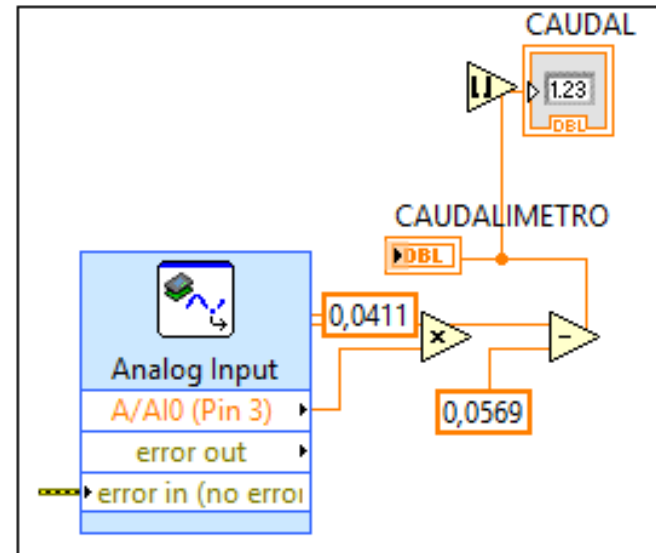 CAUDAL
1.23
DBL
CAUDALIMETRO
DBL
0,0411
×
-
0,0569
Analog Input
A/AI0 (Pin 3)
error out
error in (no error